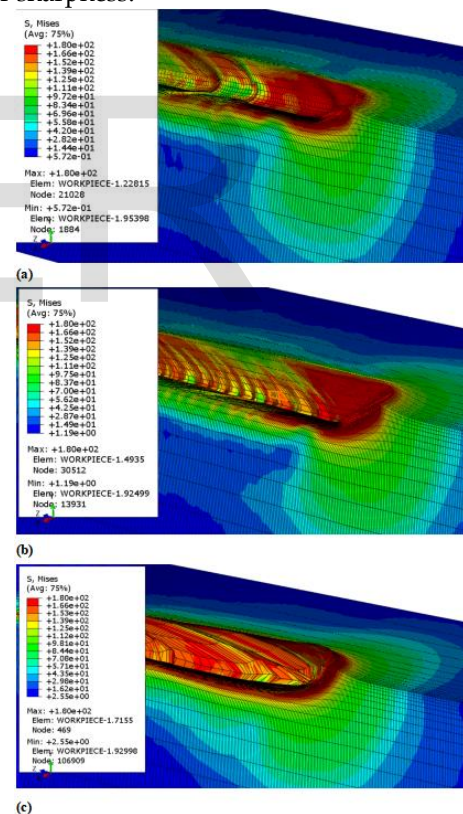 S, Mises
(Avg: 75%)
+1.80e+02
+1.66e+02
+1.52e+02
+1.39e+02
+1.25e+02
+1.11e+02
+9.72e+01
+8.34e+01
+6.96e+01
+5.58e+01
+4.20e+01
+2.82e+01
+1.44e+01
+5.72e-01
Max: +1.80e+02
Elem: WORKPIECE-1.22815
Node: 21028
Min: +5.72e-01
Elem: WORKPIECE-1.95398
Node: 1884
Z
(a)
S, Mises
(Avg: 75%)
+1.80e+02
+1.66e+02
+1.52e+02
+1.39e+02
+1.25e+02
+1.11e+02
+9.75e+01
+8.37e+01
+7.00e+01
+5.62e+01
+4.25e+01
+2.87e+01
+1.49e+01
+1.19e+00
Max: +1.80e+02
Elem: WORKPIECE-1.4935
Node: 30512
Min: +1.19e+00
Elem: WORKPIECE-1.92499
Node: 13931
Z
(b)
S, Mises
(Avg: 75%)
+1.80e+02
+1.66e+02
+1.53e+02
+1.39e+02
+1.25e+02
+1.12e+02
+9.81e+01
+8.44e+01
+7.08e+01
+5.71e+01
+4.35e+01
+2.98e+01
+1.62e+01
+2.55e+00
Max: +1.80e+02
Elem: WORKPIECE-1.7155
Node: 469
Min: +2.55e+00
Elem: WORKPIECE-1.92998
Node: 106909
Z
(c)